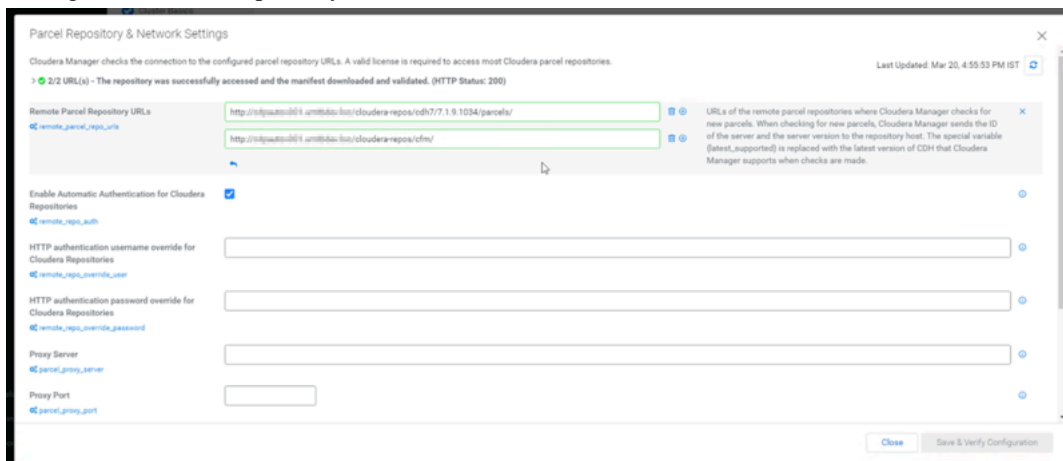 Cluster Basics
Parcel Repository & Network Settings
Cloudera Manager checks the connection to the configured parcel repository URLs. A valid license is required to access most Cloudera parcel repositories.
Last Updated: Mar 20, 4:55:53 PM IST
2/2 URL(s) - The repository was successfully accessed and the manifest downloaded and validated. (HTTP Status: 200)
Remote Parcel Repository URLs
remote_parcel_repo_urls
http:// /cloudera-repos/cdh7/7.1.9.1034/parcels/
http:// /cloudera-repos/cfm/
URLs of the remote parcel repositories where Cloudera Manager checks for
new parcels. When checking for new parcels, Cloudera Manager sends the ID
of the server and the server version to the repository host. The special variable
{latest_supported} is replaced with the latest version of CDH that Cloudera
Manager supports when checks are made.
Enable Automatic Authentication for Cloudera
Repositories
remote_repo_auth
HTTP authentication username override for
Cloudera Repositories
remote_repo_override_user
HTTP authentication password override for
Cloudera Repositories
remote_repo_override_password
Proxy Server
parcel_proxy_server
Proxy Port
parcel_proxy_port
Close
Save & Verify Configuration